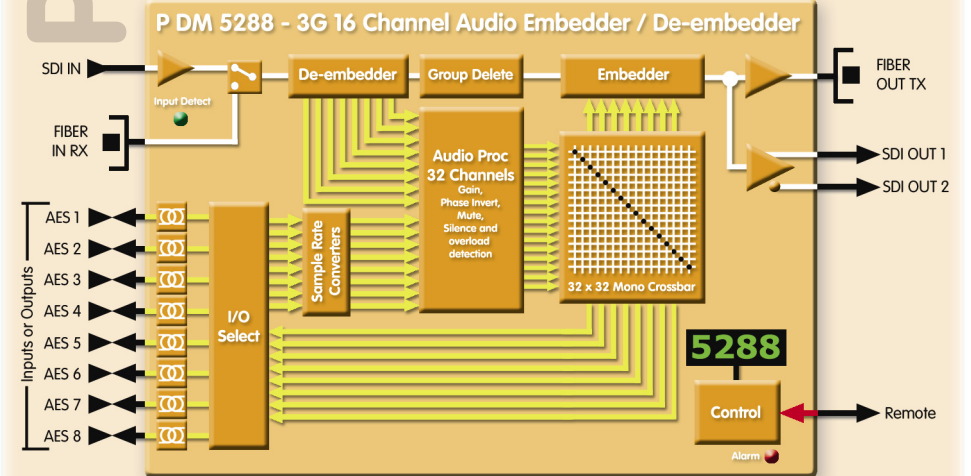 P DM 5288 - 3G 16 Channel Audio Embedder / De-embedder
P
SDI IN
Input Detect
De-embedder
Group Delete
Embedder
FIBER
OUT TX
FIBER
IN RX
SDI OUT 1
SDI OUT 2
Audio Proc
32 Channels
Gain,
Phase Invert,
Mute,
Silence and
overload
detection
32 x 32 Mono Crossbar
Inputs or Outputs
AES 1
AES 2
AES 3
AES 4
AES 5
AES 6
AES 7
AES 8
I/O
Select
Sample Rate
Converters
5288
Control
Remote
Alarm